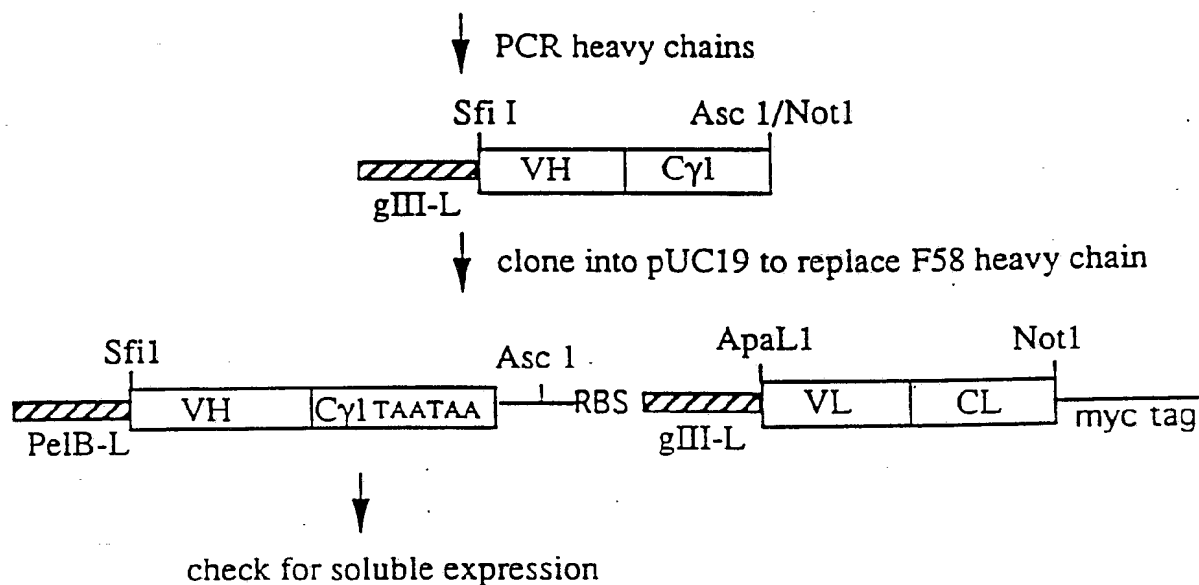 PCR heavy chains
Sfi I Asc 1/Not1
VH Cγ1
gIII-L
clone into pUC19 to replace F58 heavy chain
Sfi1 Asc 1 ApaL1 Not1
VH Cγ1 TAATAA RBS VL CL
PelB-L gIII-L myc tag
check for soluble expression